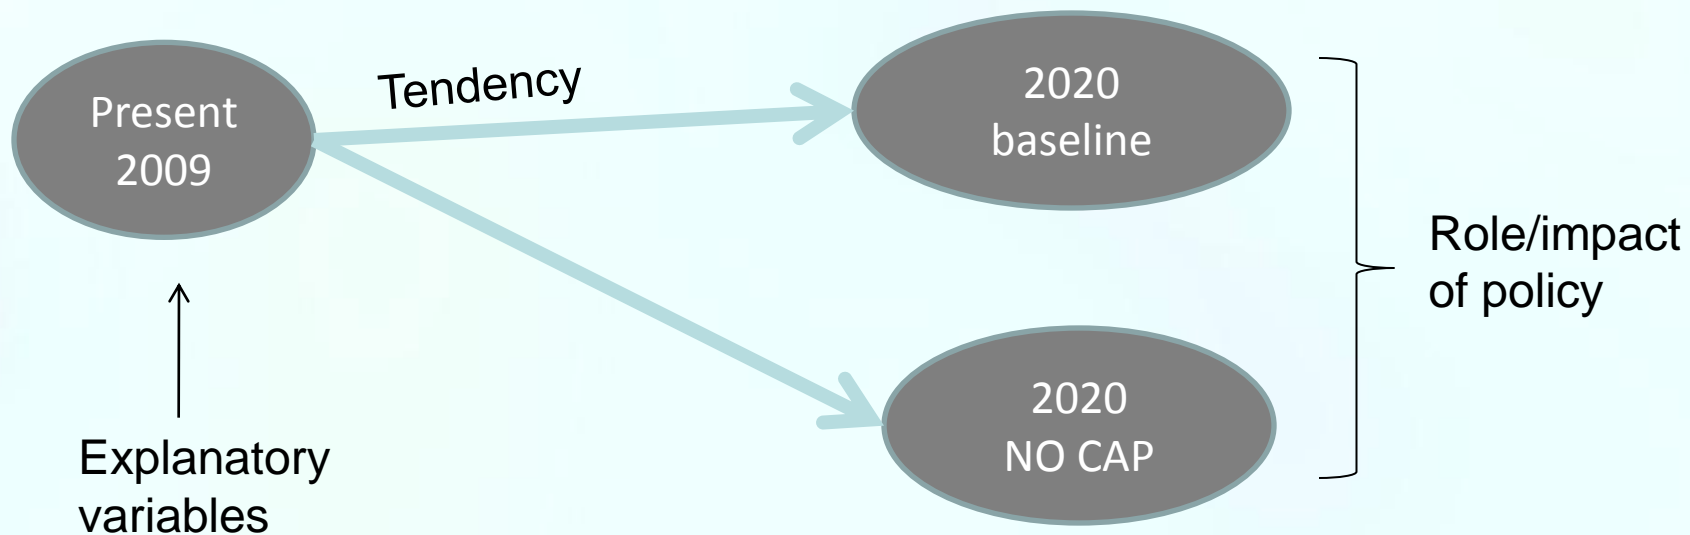 Present
2009
Tendency
2020
baseline
Role/impact
of policy
2020
NO CAP
Explanatory
variables